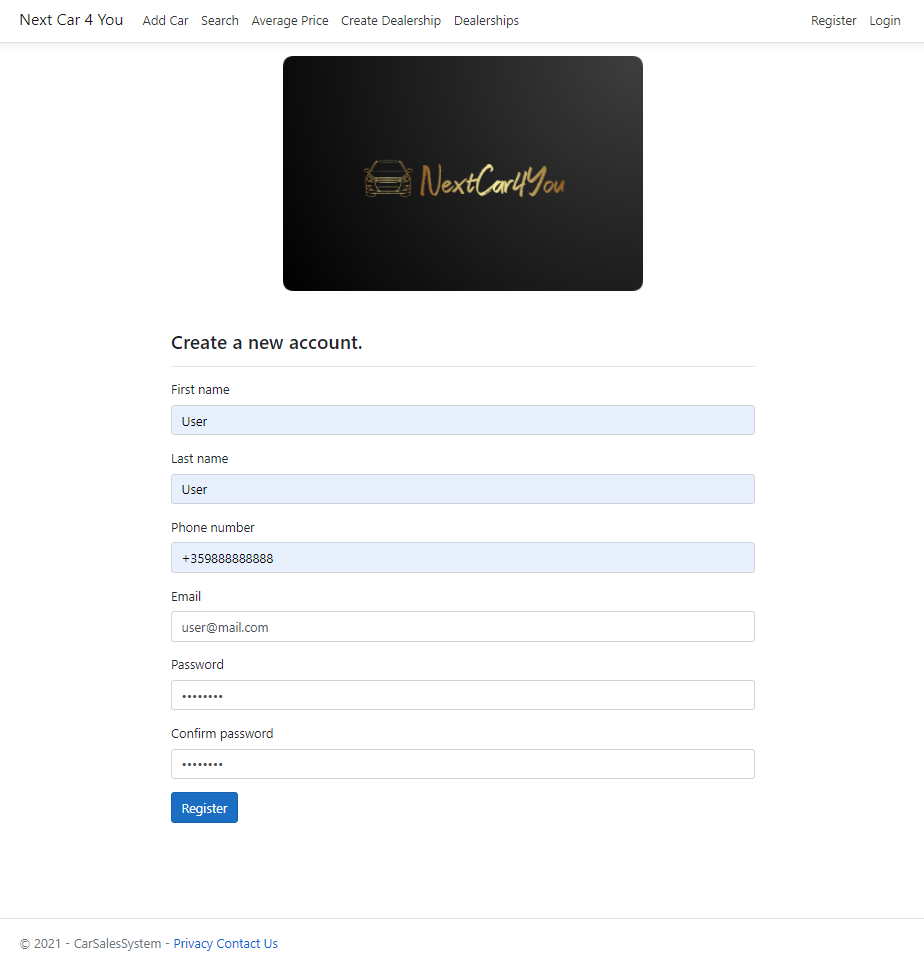 Next Car 4 You Add Car Search Average Price Create Dealership Dealerships Register Login
NextCar4You
Create a new account.
First name
User
Last name
User
Phone number
+359888888888
Email
user@mail.com
Password
••••••••
Confirm password
••••••••
Register
© 2021 - CarSalesSystem - Privacy Contact Us